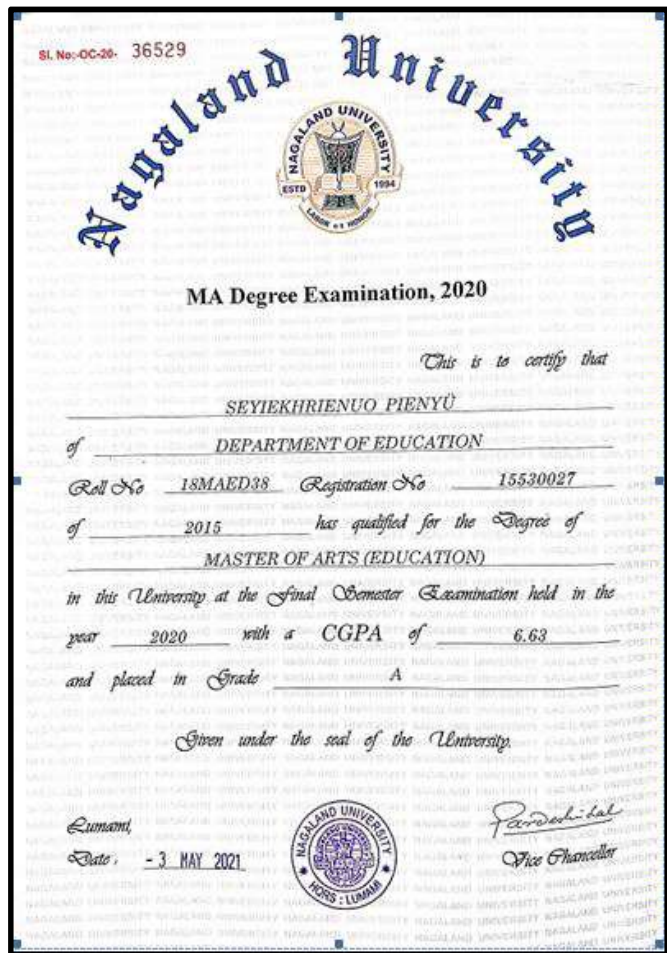 Sl. No:-OC-20- 36529
Nagaland University
NAGALAND UNIVERSITY
ESTD 1994
LABOR ET HONOR
MA Degree Examination, 2020
This is to certify that
SEYIEKHRIENUO PIENYÜ
of DEPARTMENT OF EDUCATION
Roll No 18MAED38 Registration No 15530027
of 2015 has qualified for the Degree of
MASTER OF ARTS (EDUCATION)
in this University at the Final Semester Examination held in the
year 2020 with a CGPA of 6.63
and placed in Grade A
Given under the seal of the University.
Lumami,
Date, - 3 MAY 2021
NAGALAND UNIVERSITY
HQRS : LUMAMI
Vice Chancellor